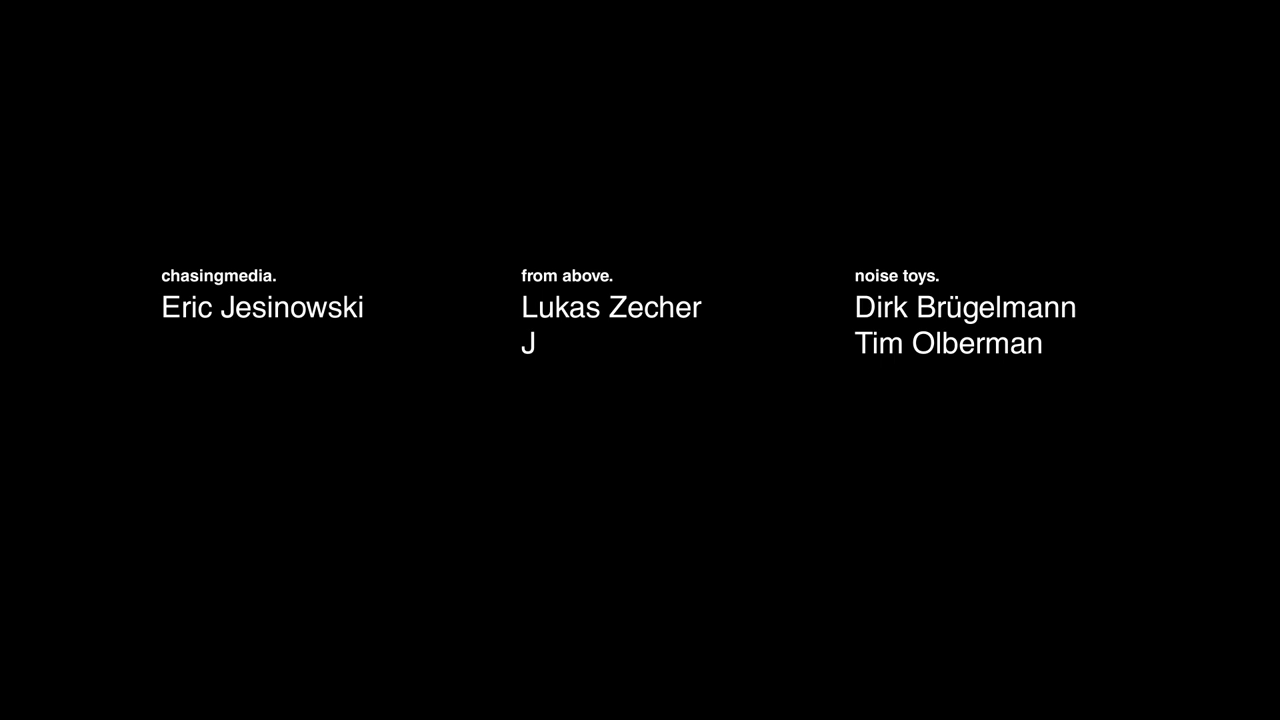 chasingmedia.
Eric Jesinowski
from above.
Lukas Zecher
J
noise toys.
Dirk Brügelmann
Tim Olberman